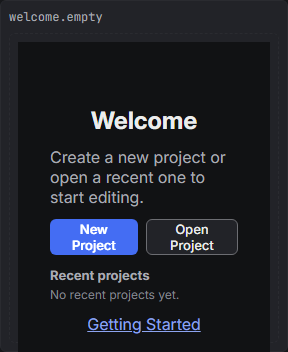 welcome.empty
Welcome
Create a new project or
open a recent one to
start editing.
New
Project
Open
Project
Recent projects
No recent projects yet.
Getting Started